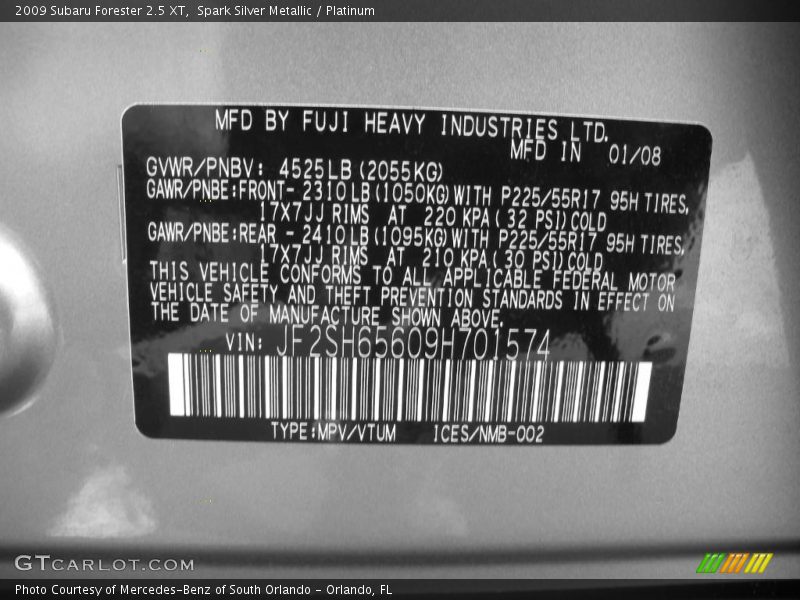 2009 Subaru Forester 2.5 XT, Spark Silver Metallic / Platinum
MFD BY FUJI HEAVY INDUSTRIES LTD.
MFD IN 01/08
GVWR/PNBV: 4525LB (2055KG)
GAWR/PNBE:FRONT- 2310LB (1050KG) WITH P225/55R17 95H TIRES,
17X7JJ RIMS AT 220 KPA ( 32 PSI) COLD
GAWR/PNBE:REAR - 2410LB (1095KG) WITH P225/55R17 95H TIRES,
17X7JJ RIMS AT 210 KPA ( 30 PSI) COLD
THIS VEHICLE CONFORMS TO ALL APPLICABLE FEDERAL MOTOR
VEHICLE SAFETY AND THEFT PREVENTION STANDARDS IN EFFECT ON
THE DATE OF MANUFACTURE SHOWN ABOVE.
VIN: JF2SH65609H701574
TYPE:MPV/VTUM ICES/NMB-002
GTCARLOT.COM
Photo Courtesy of Mercedes-Benz of South Orlando - Orlando, FL